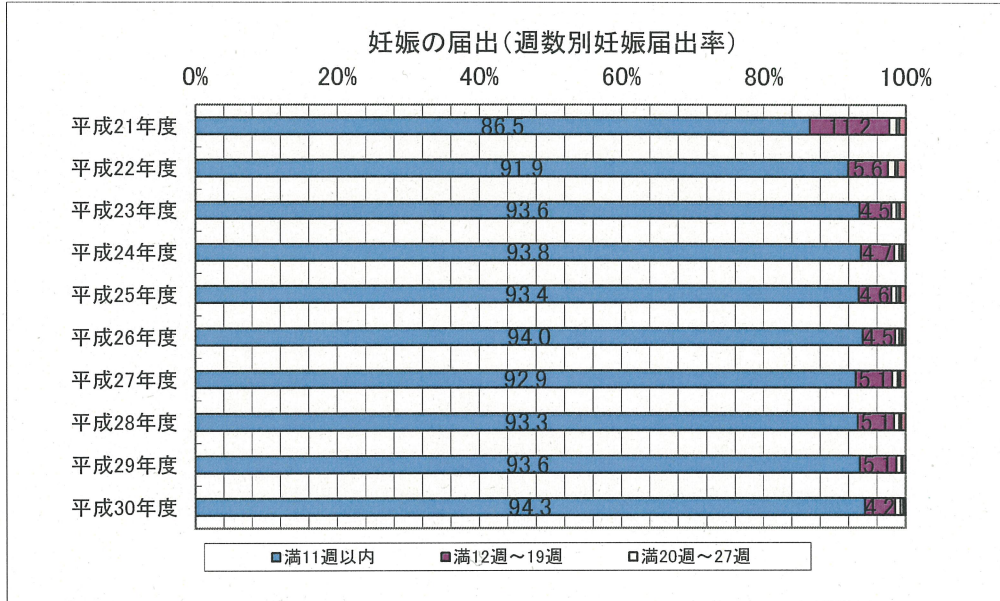 妊娠の届出（週数別妊娠届出率）
0% 20% 40% 60% 80% 100%
平成21年度 86.5 11.2
平成22年度 91.9 5.6
平成23年度 93.6 4.5
平成24年度 93.8 4.7
平成25年度 93.4 4.6
平成26年度 94.0 4.5
平成27年度 92.9 5.1
平成28年度 93.3 5.1
平成29年度 93.6 5.1
平成30年度 94.3 4.2
満11週以内 満12週～19週 満20週～27週